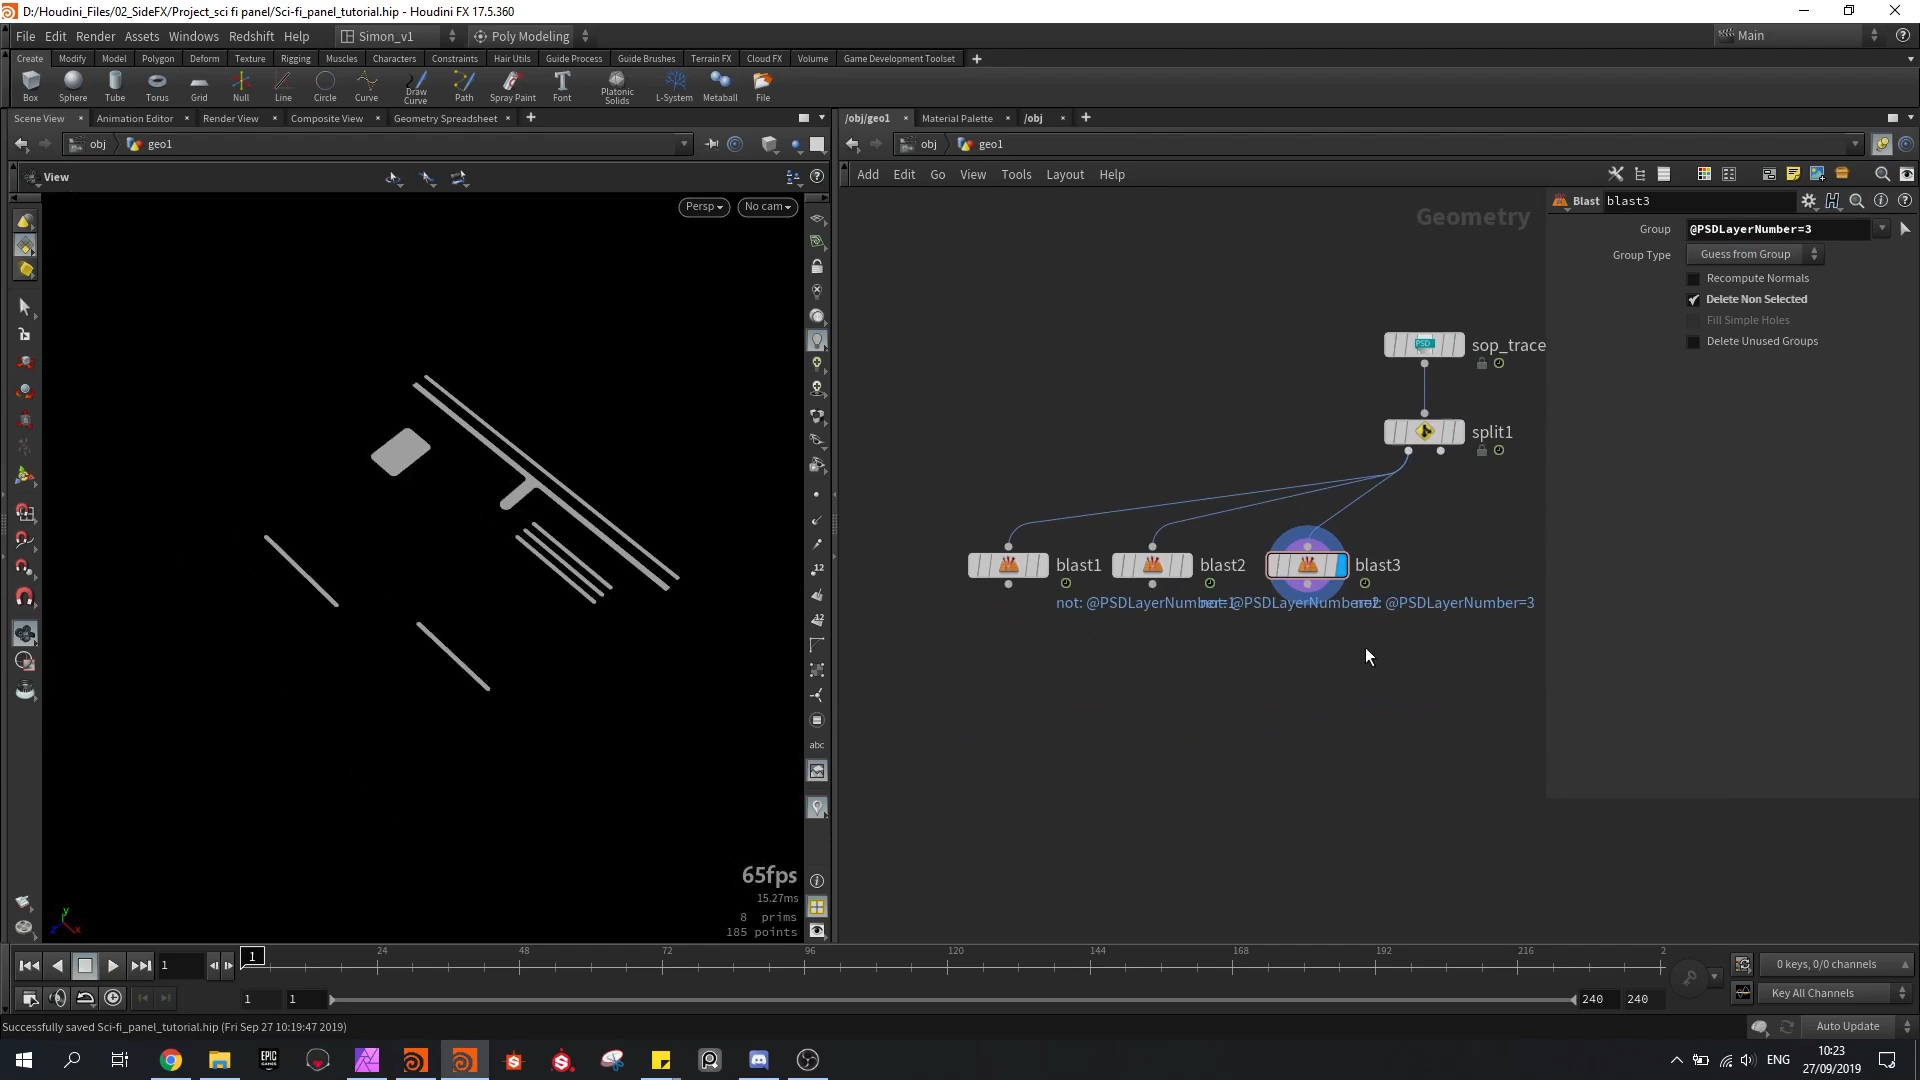 D:/Houdini_Files/02_SideFX/Project_sci fi panel/Sci-fi_panel_tutorial.hip - Houdini FX 17.5.360
File Edit Render Assets Windows Redshift Help Simon_v1 Poly Modeling Main
Create Modify Model Polygon Deform Texture Rigging Muscles Characters Constraints Hair Utils Guide Process Guide Brushes Terrain FX Cloud FX Volume Game Development Toolset
Box Sphere Tube Torus Grid Null Line Circle Curve Draw Curve Path Spray Paint Font Platonic Solids L-System Metaball File
Scene View Animation Editor Render View Composite View Geometry Spreadsheet /obj/geo1 Material Palette /obj
obj geo1 obj geo1
View Add Edit Go View Tools Layout Help
Persp No cam
Geometry
Blast blast3
Group @PSDLayerNumber=3
Group Type Guess from Group
Recompute Normals
Delete Non Selected
Fill Simple Holes
Delete Unused Groups
PSD sop_trace
split1
blast1 blast2 blast3
not: @PSDLayerNumber=3
12
12
abc
65fps
15.27ms
8 prims
185 points
y
x
z
1 1 24 48 72 96 120 144 168 192 216 2
0 keys, 0/0 channels
1 1 240 240
Key All Channels
Successfully saved Sci-fi_panel_tutorial.hip (Fri Sep 27 10:19:47 2019)
Auto Update
EPIC GAMES
ENG
10:23
27/09/2019